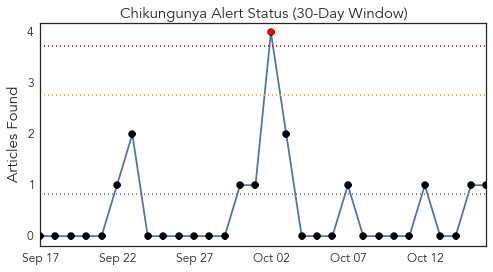 Chikungunya Alert Status (30-Day Window)
Articles Found
4
3
2
1
0
Sep 17 Sep 22 Sep 27 Oct 02 Oct 07 Oct 12